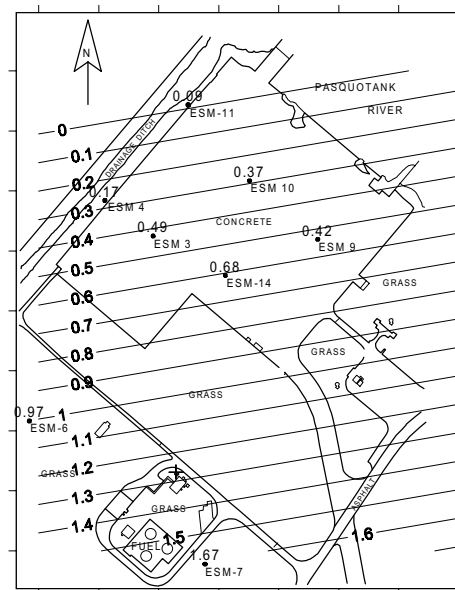 N
PASQUOTANK
RIVER
0.09
ESM-11
0
0.1
DRAINAGE DITCH
0.2
0.17
ESM 4
0.37
ESM 10
0.3
CONCRETE
0.4
0.49
ESM 3
0.42
ESM 9
0.5
0.68
ESM-14
GRASS
0.6
0.7
0.8
GRASS
0.9
GRASS
0.97
ESM-6
1
1.1
1.2
GRASS
1.3
ASPHALT
GRASS
1.4
1.5
FUEL
1.6
1.67
ESM-7